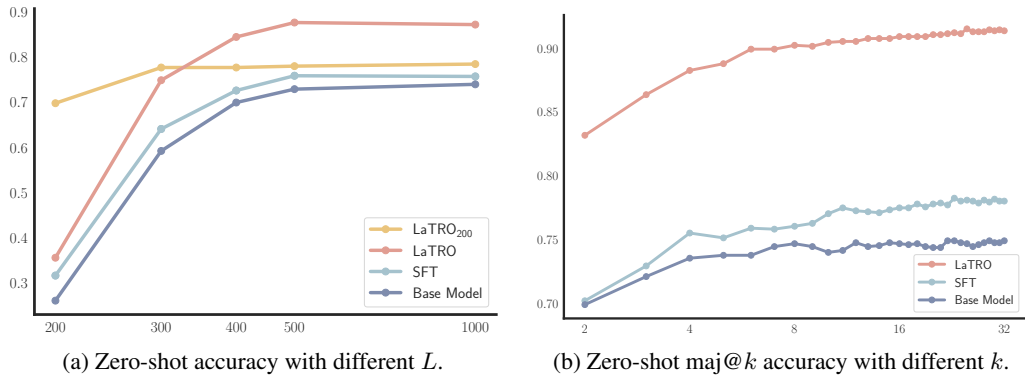 0.9
0.8
0.7
0.6
0.5
0.4
0.3
200
300
400
500
1000
LaTRO₂₀₀
LaTRO
SFT
Base Model
(a) Zero-shot accuracy with different L.
0.90
0.85
0.80
0.75
0.70
2
4
8
16
32
LaTRO
SFT
Base Model
(b) Zero-shot maj@k accuracy with different k.